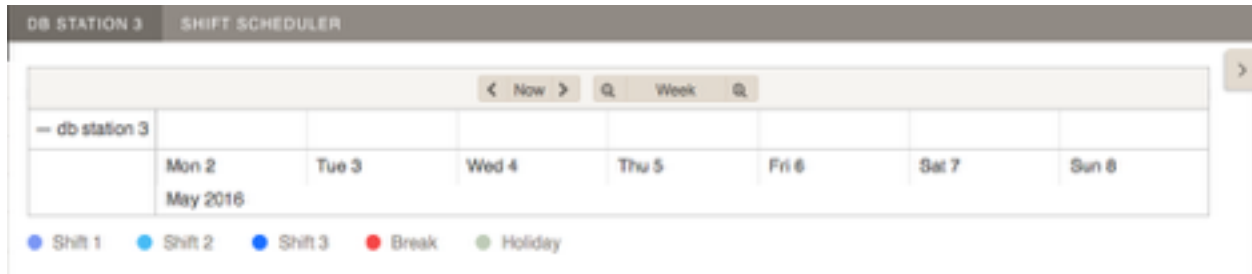 DB STATION 3 SHIFT SCHEDULER
Now Week
— db station 3
Mon 2 Tue 3 Wed 4 Thu 5 Fri 6 Sat 7 Sun 8
May 2016
Shift 1 Shift 2 Shift 3 Break Holiday